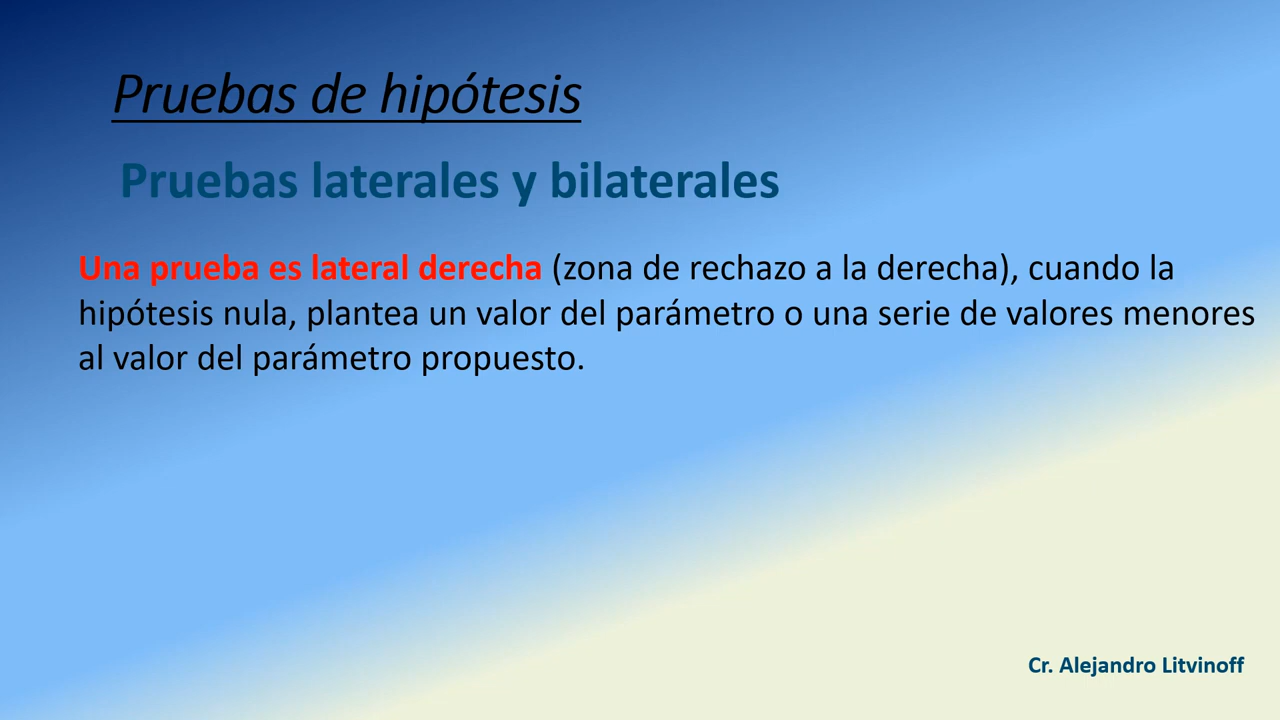 Pruebas de hipótesis
Pruebas laterales y bilaterales
Una prueba es lateral derecha (zona de rechazo a la derecha), cuando la
hipótesis nula, plantea un valor del parámetro o una serie de valores menores
al valor del parámetro propuesto.
Cr. Alejandro Litvinoff